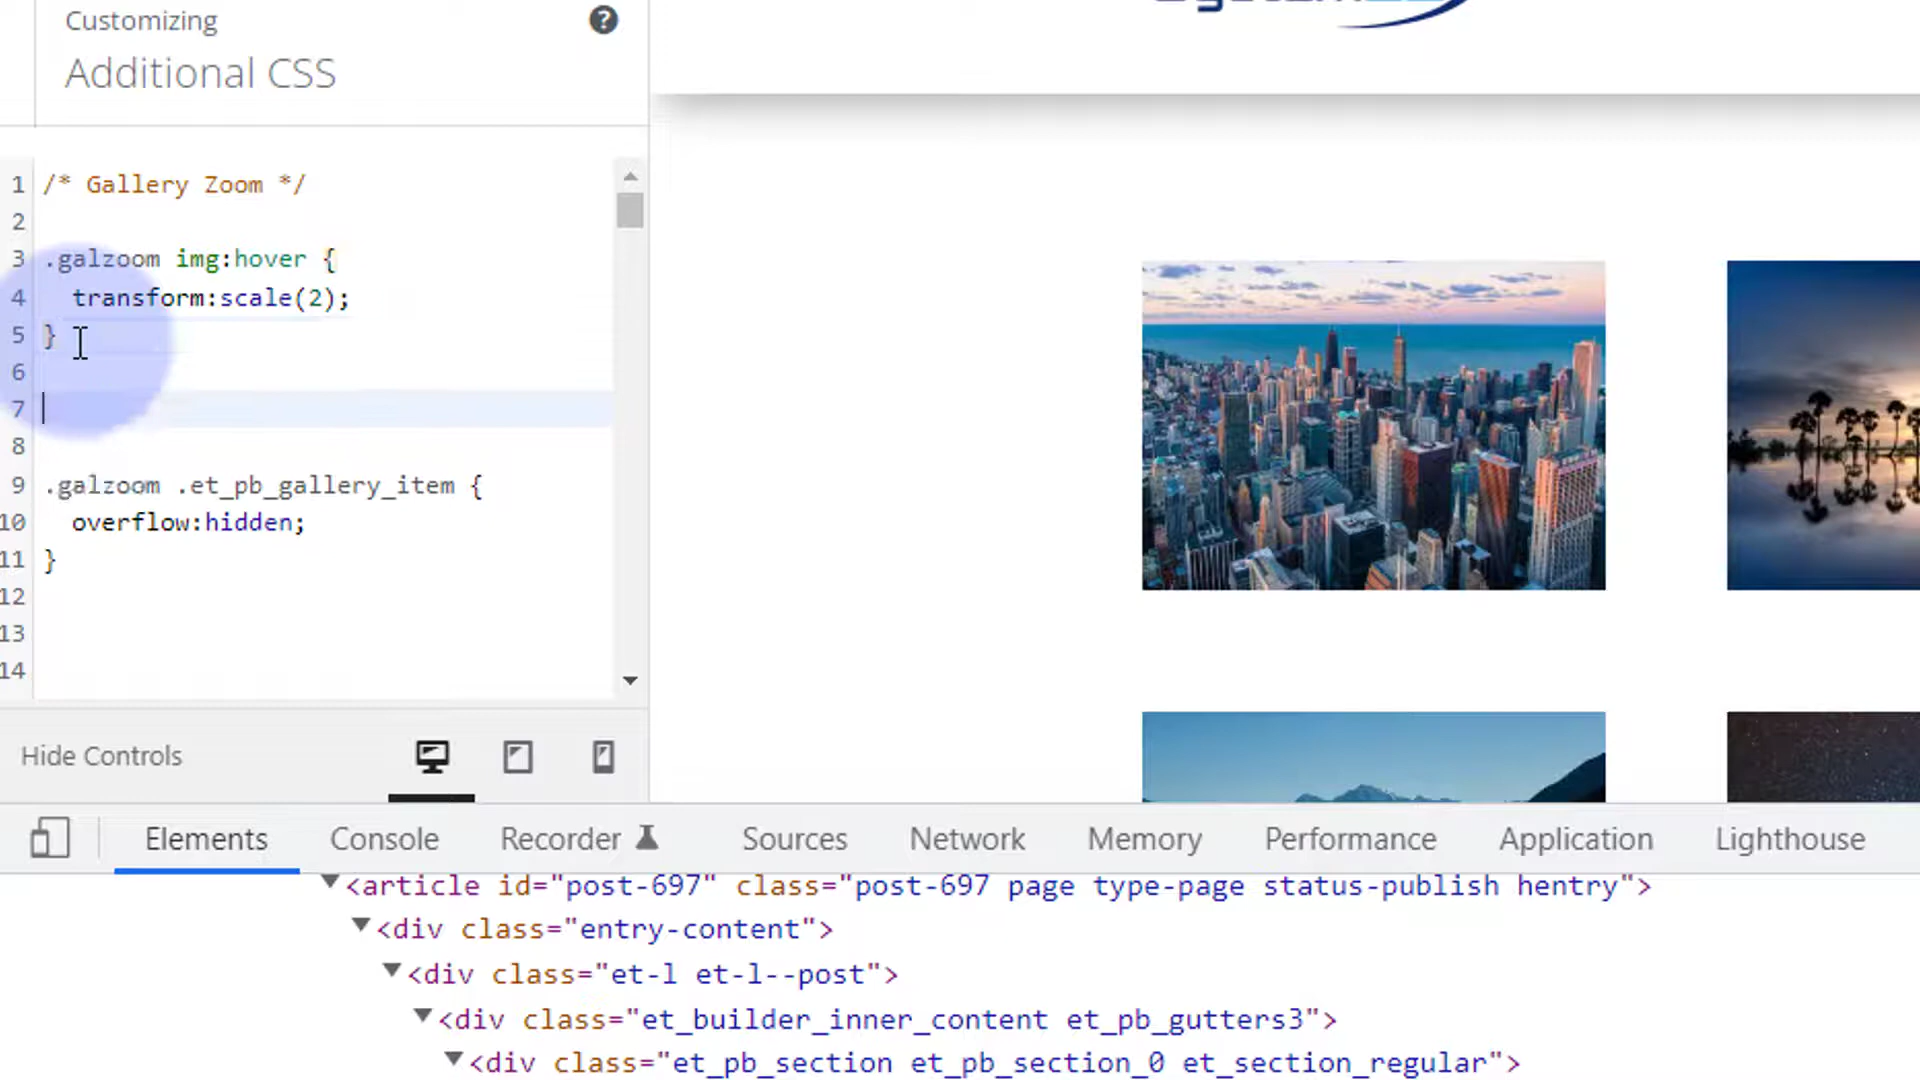 Customizing
Additional CSS
1 /* Gallery Zoom */
2
3 .galzoom img:hover {
4 transform:scale(2);
5 }
6
7
8
9 .galzoom .et_pb_gallery_item {
10 overflow:hidden;
11 }
12
13
14
Hide Controls
Elements Console Recorder Sources Network Memory Performance Application Lighthouse
<article id="post-697" class="post-697 page type-page status-publish hentry">
<div class="entry-content">
<div class="et-l et-l--post">
<div class="et_builder_inner_content et_pb_gutters3">
<div class="et_pb_section et_pb_section_0 et_section_regular">